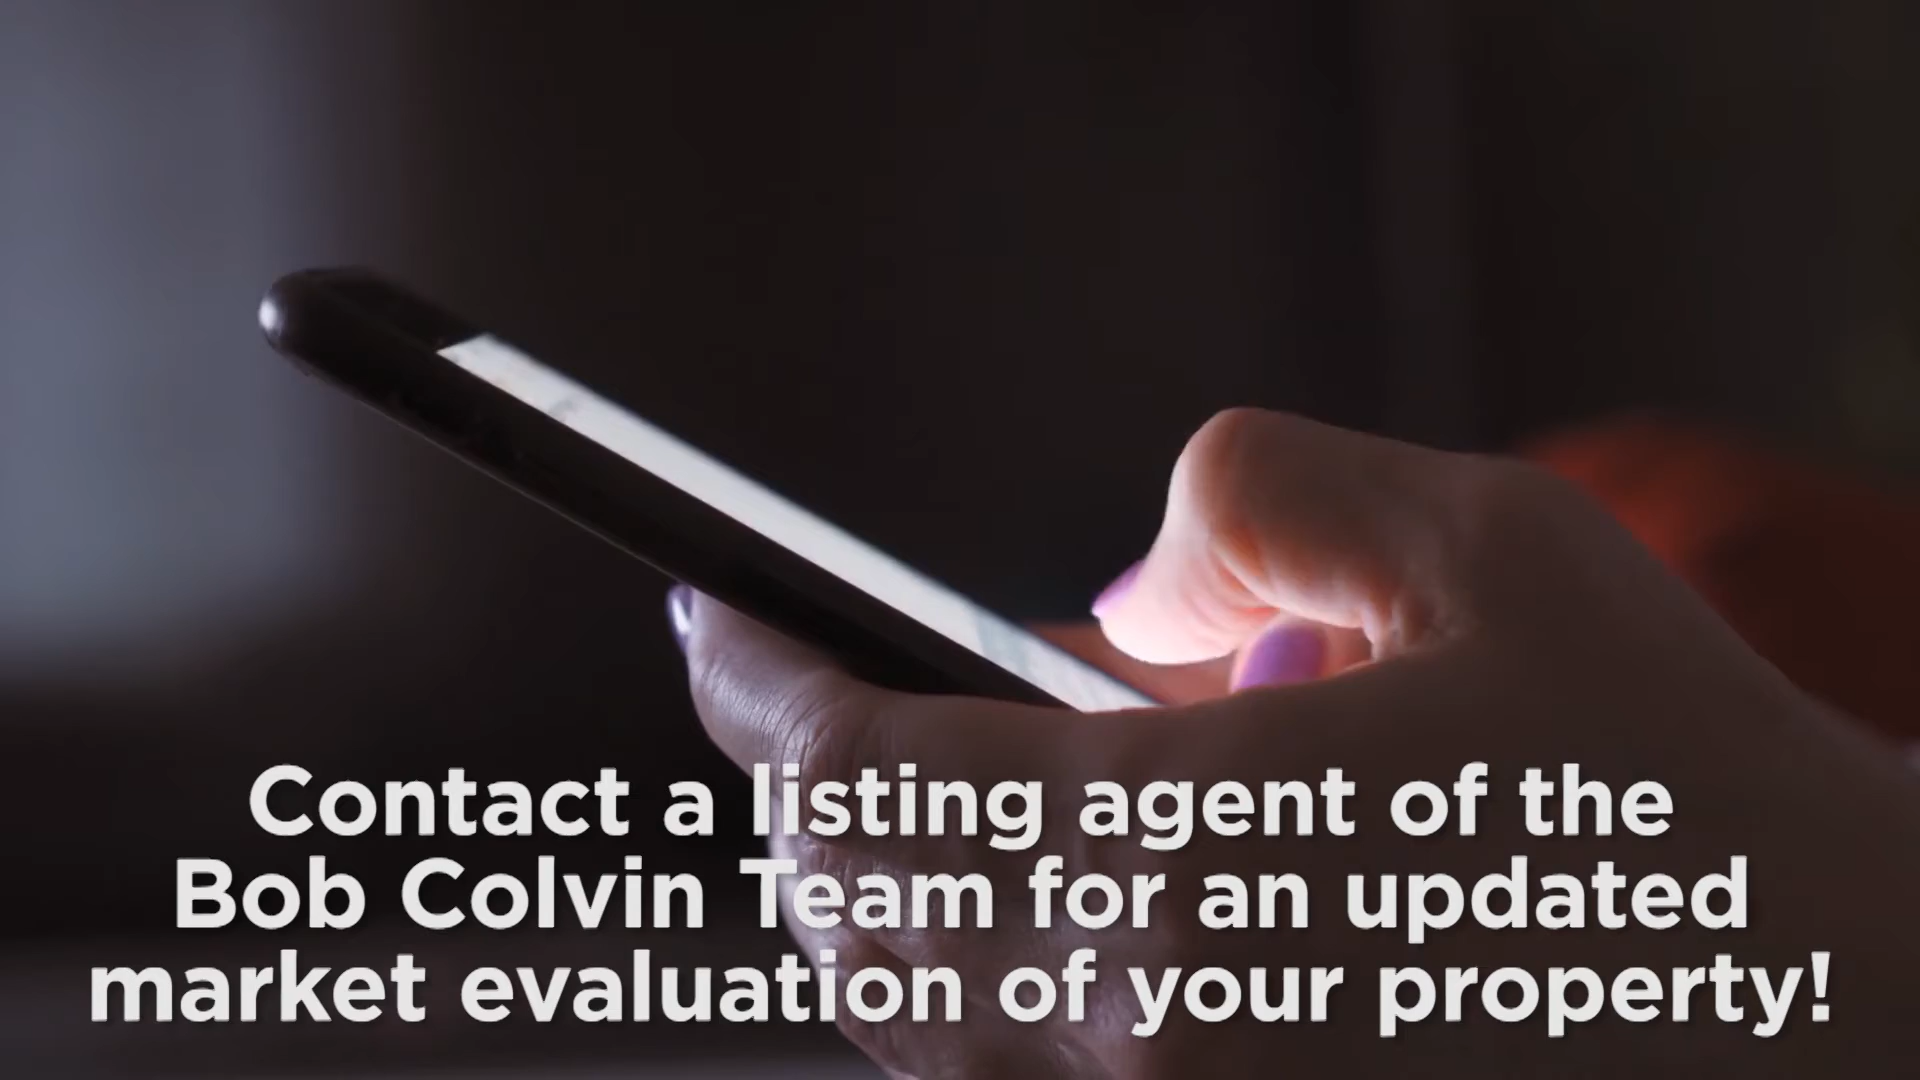 Contact a listing agent of the
Bob Colvin Team for an updated
market evaluation of your property!